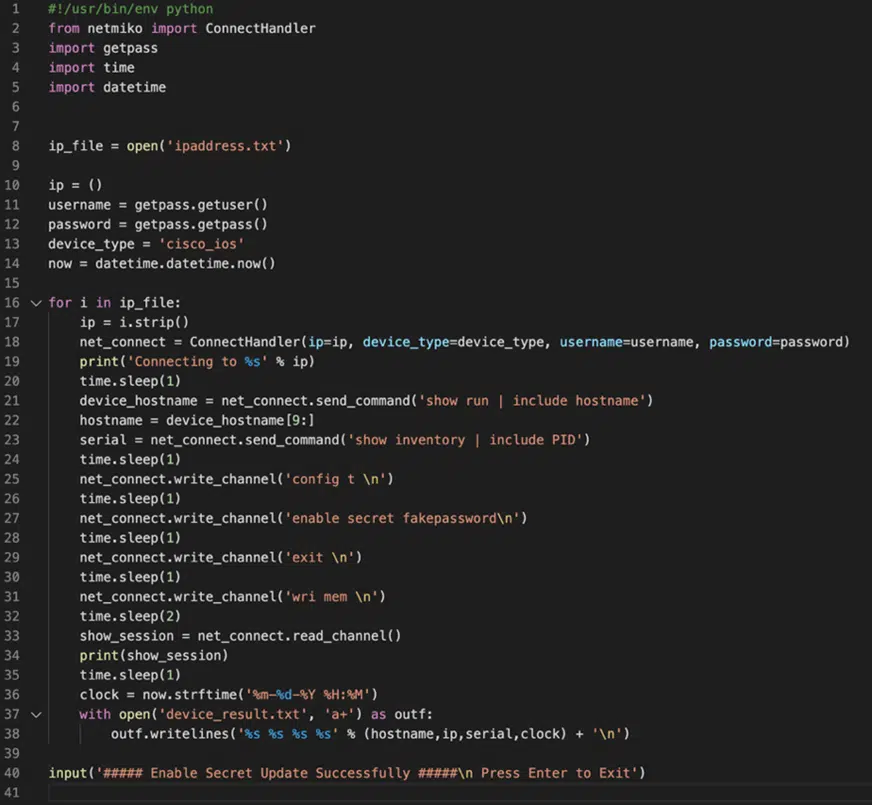 1 #!/usr/bin/env python
2 from netmiko import ConnectHandler
3 import getpass
4 import time
5 import datetime
6
7
8 ip_file = open('ipaddress.txt')
9
10 ip = ()
11 username = getpass.getuser()
12 password = getpass.getpass()
13 device_type = 'cisco_ios'
14 now = datetime.datetime.now()
15
16 for i in ip_file:
17     ip = i.strip()
18     net_connect = ConnectHandler(ip=ip, device_type=device_type, username=username, password=password)
19     print('Connecting to %s' % ip)
20     time.sleep(1)
21     device_hostname = net_connect.send_command('show run | include hostname')
22     hostname = device_hostname[9:]
23     serial = net_connect.send_command('show inventory | include PID')
24     time.sleep(1)
25     net_connect.write_channel('config t \n')
26     time.sleep(1)
27     net_connect.write_channel('enable secret fakepassword\n')
28     time.sleep(1)
29     net_connect.write_channel('exit \n')
30     time.sleep(1)
31     net_connect.write_channel('wri mem \n')
32     time.sleep(2)
33     show_session = net_connect.read_channel()
34     print(show_session)
35     time.sleep(1)
36     clock = now.strftime('%m-%d-%Y %H:%M')
37     with open('device_result.txt', 'a+') as outf:
38         outf.writelines('%s %s %s %s' % (hostname,ip,serial,clock) + '\n')
39
40 input('##### Enable Secret Update Successfully #####\n Press Enter to Exit')
41